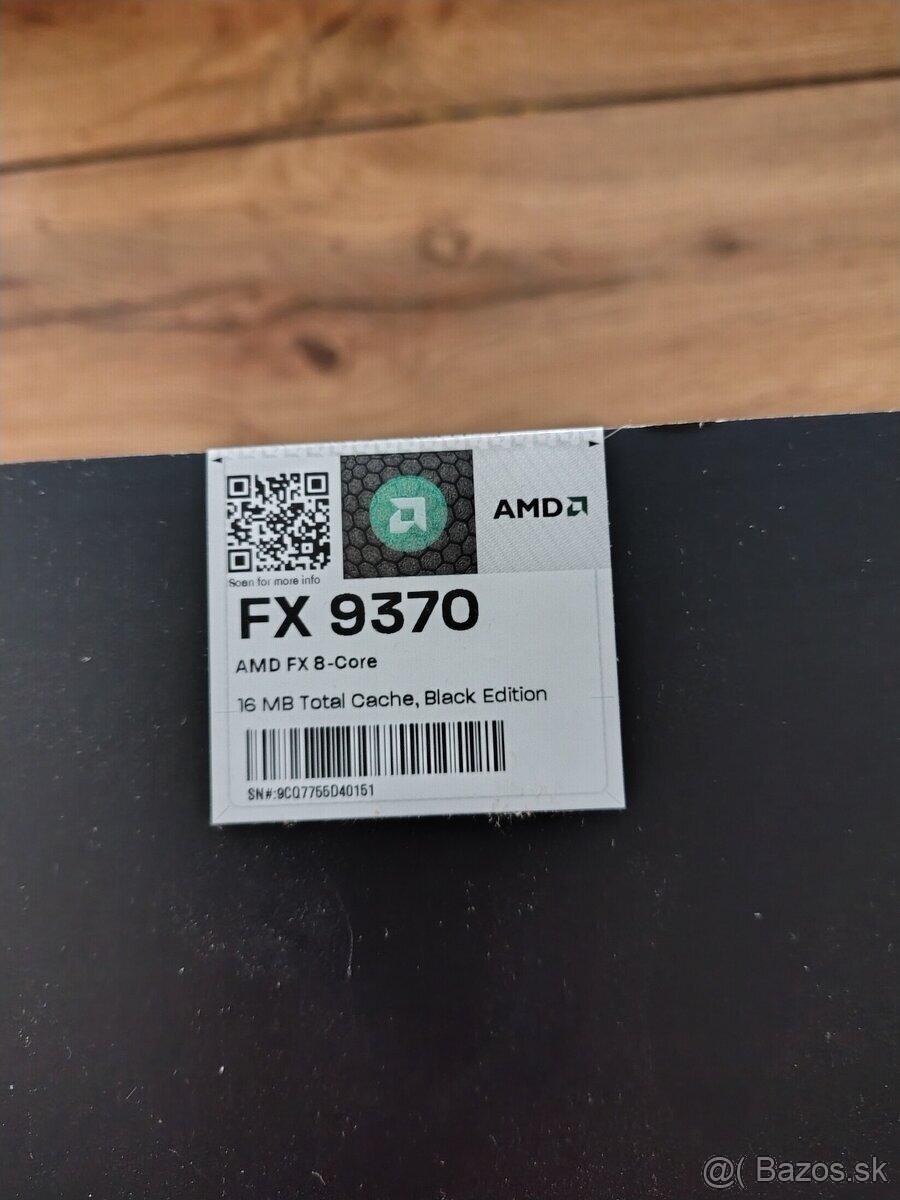 AMD
Scan for more info
FX 9370
AMD FX 8-Core
16 MB Total Cache, Black Edition
SN#:9CQ7755D40151
@( Bazos.sk